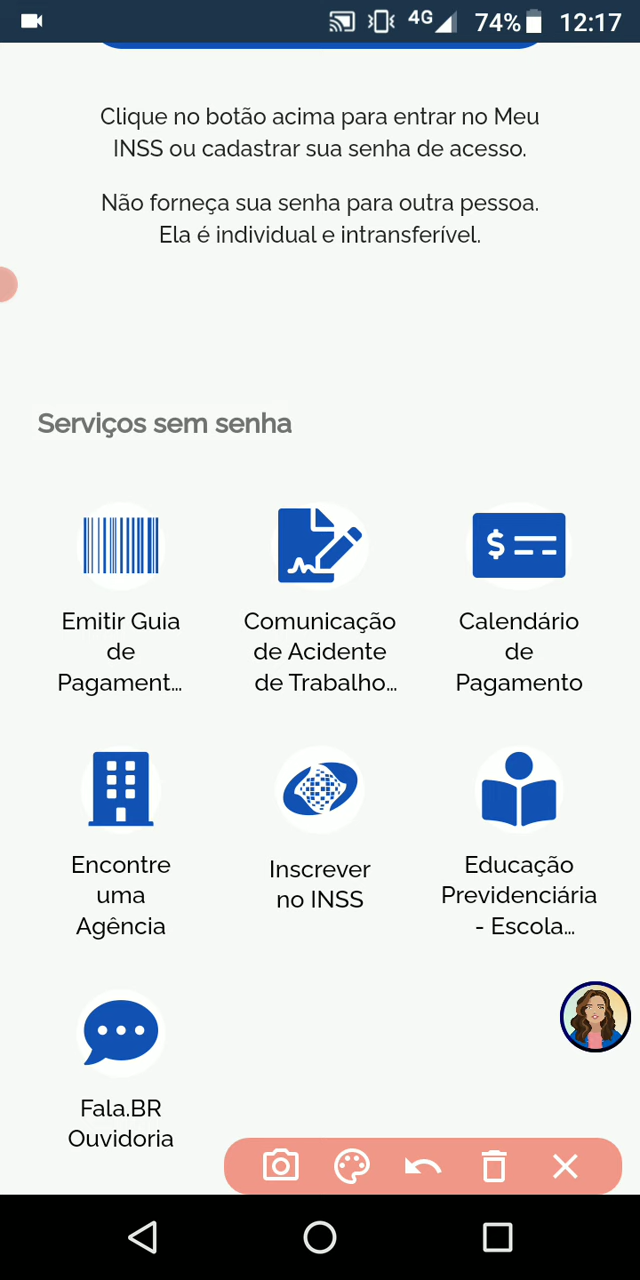 4G 74% 12:17
Clique no botão acima para entrar no Meu
INSS ou cadastrar sua senha de acesso.
Não forneça sua senha para outra pessoa.
Ela é individual e intransferível.
Serviços sem senha
Emitir Guia
de
Pagament...
Comunicação
de Acidente
de Trabalho...
Calendário
de
Pagamento
Encontre
uma
Agência
Inscrever
no INSS
Educação
Previdenciária
- Escola...
Fala.BR
Ouvidoria